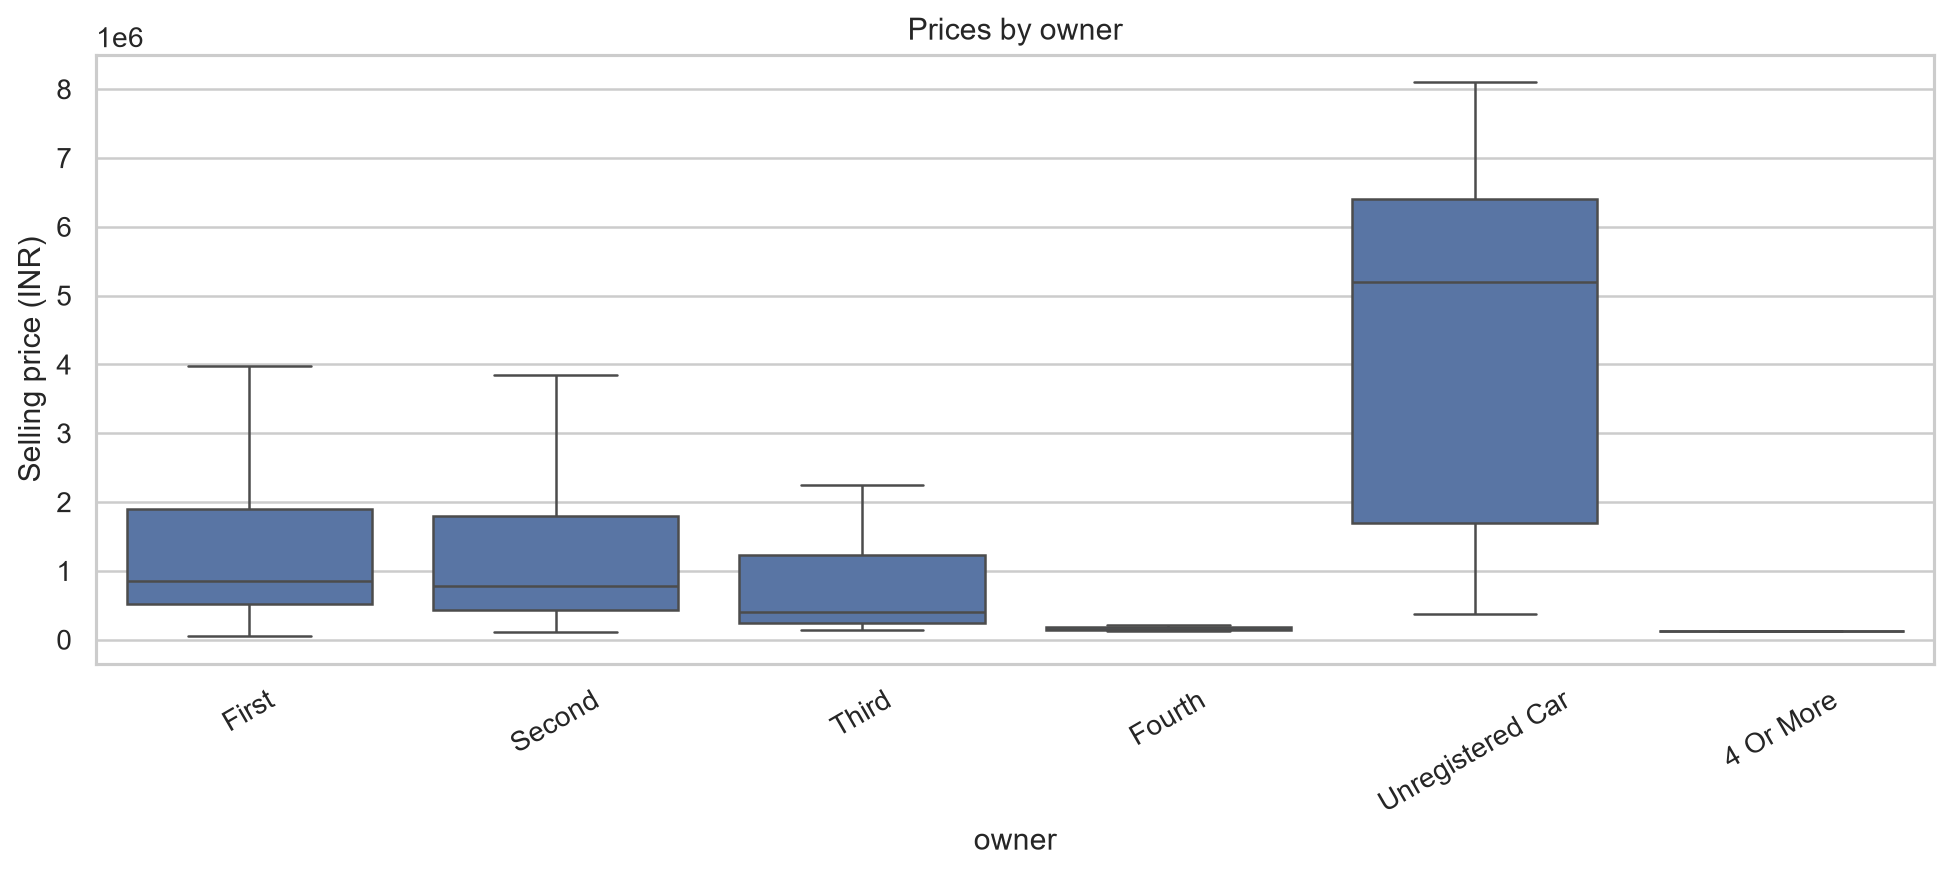 Prices by owner
1e6
8
7
6
5
4
3
2
1
0
Selling price (INR)
First
Second
Third
Fourth
Unregistered Car
4 Or More
owner